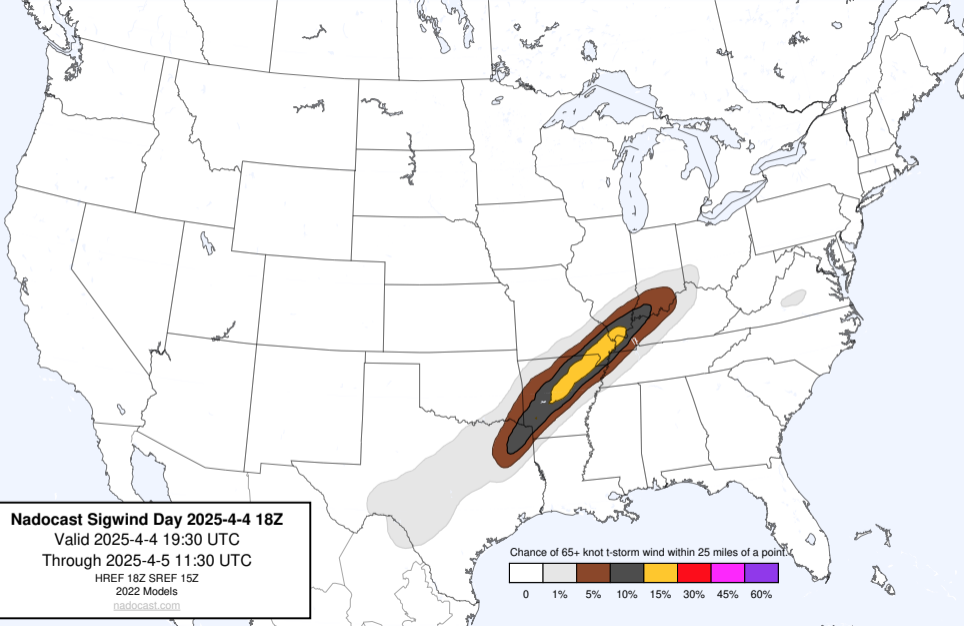 Nadocast Sigwind Day 2025-4-4 18Z
Valid 2025-4-4 19:30 UTC
Through 2025-4-5 11:30 UTC
HREF 18Z SREF 15Z
2022 Models
nadocast.com
Chance of 65+ knot t-storm wind within 25 miles of a point.
0 1% 5% 10% 15% 30% 45% 60%